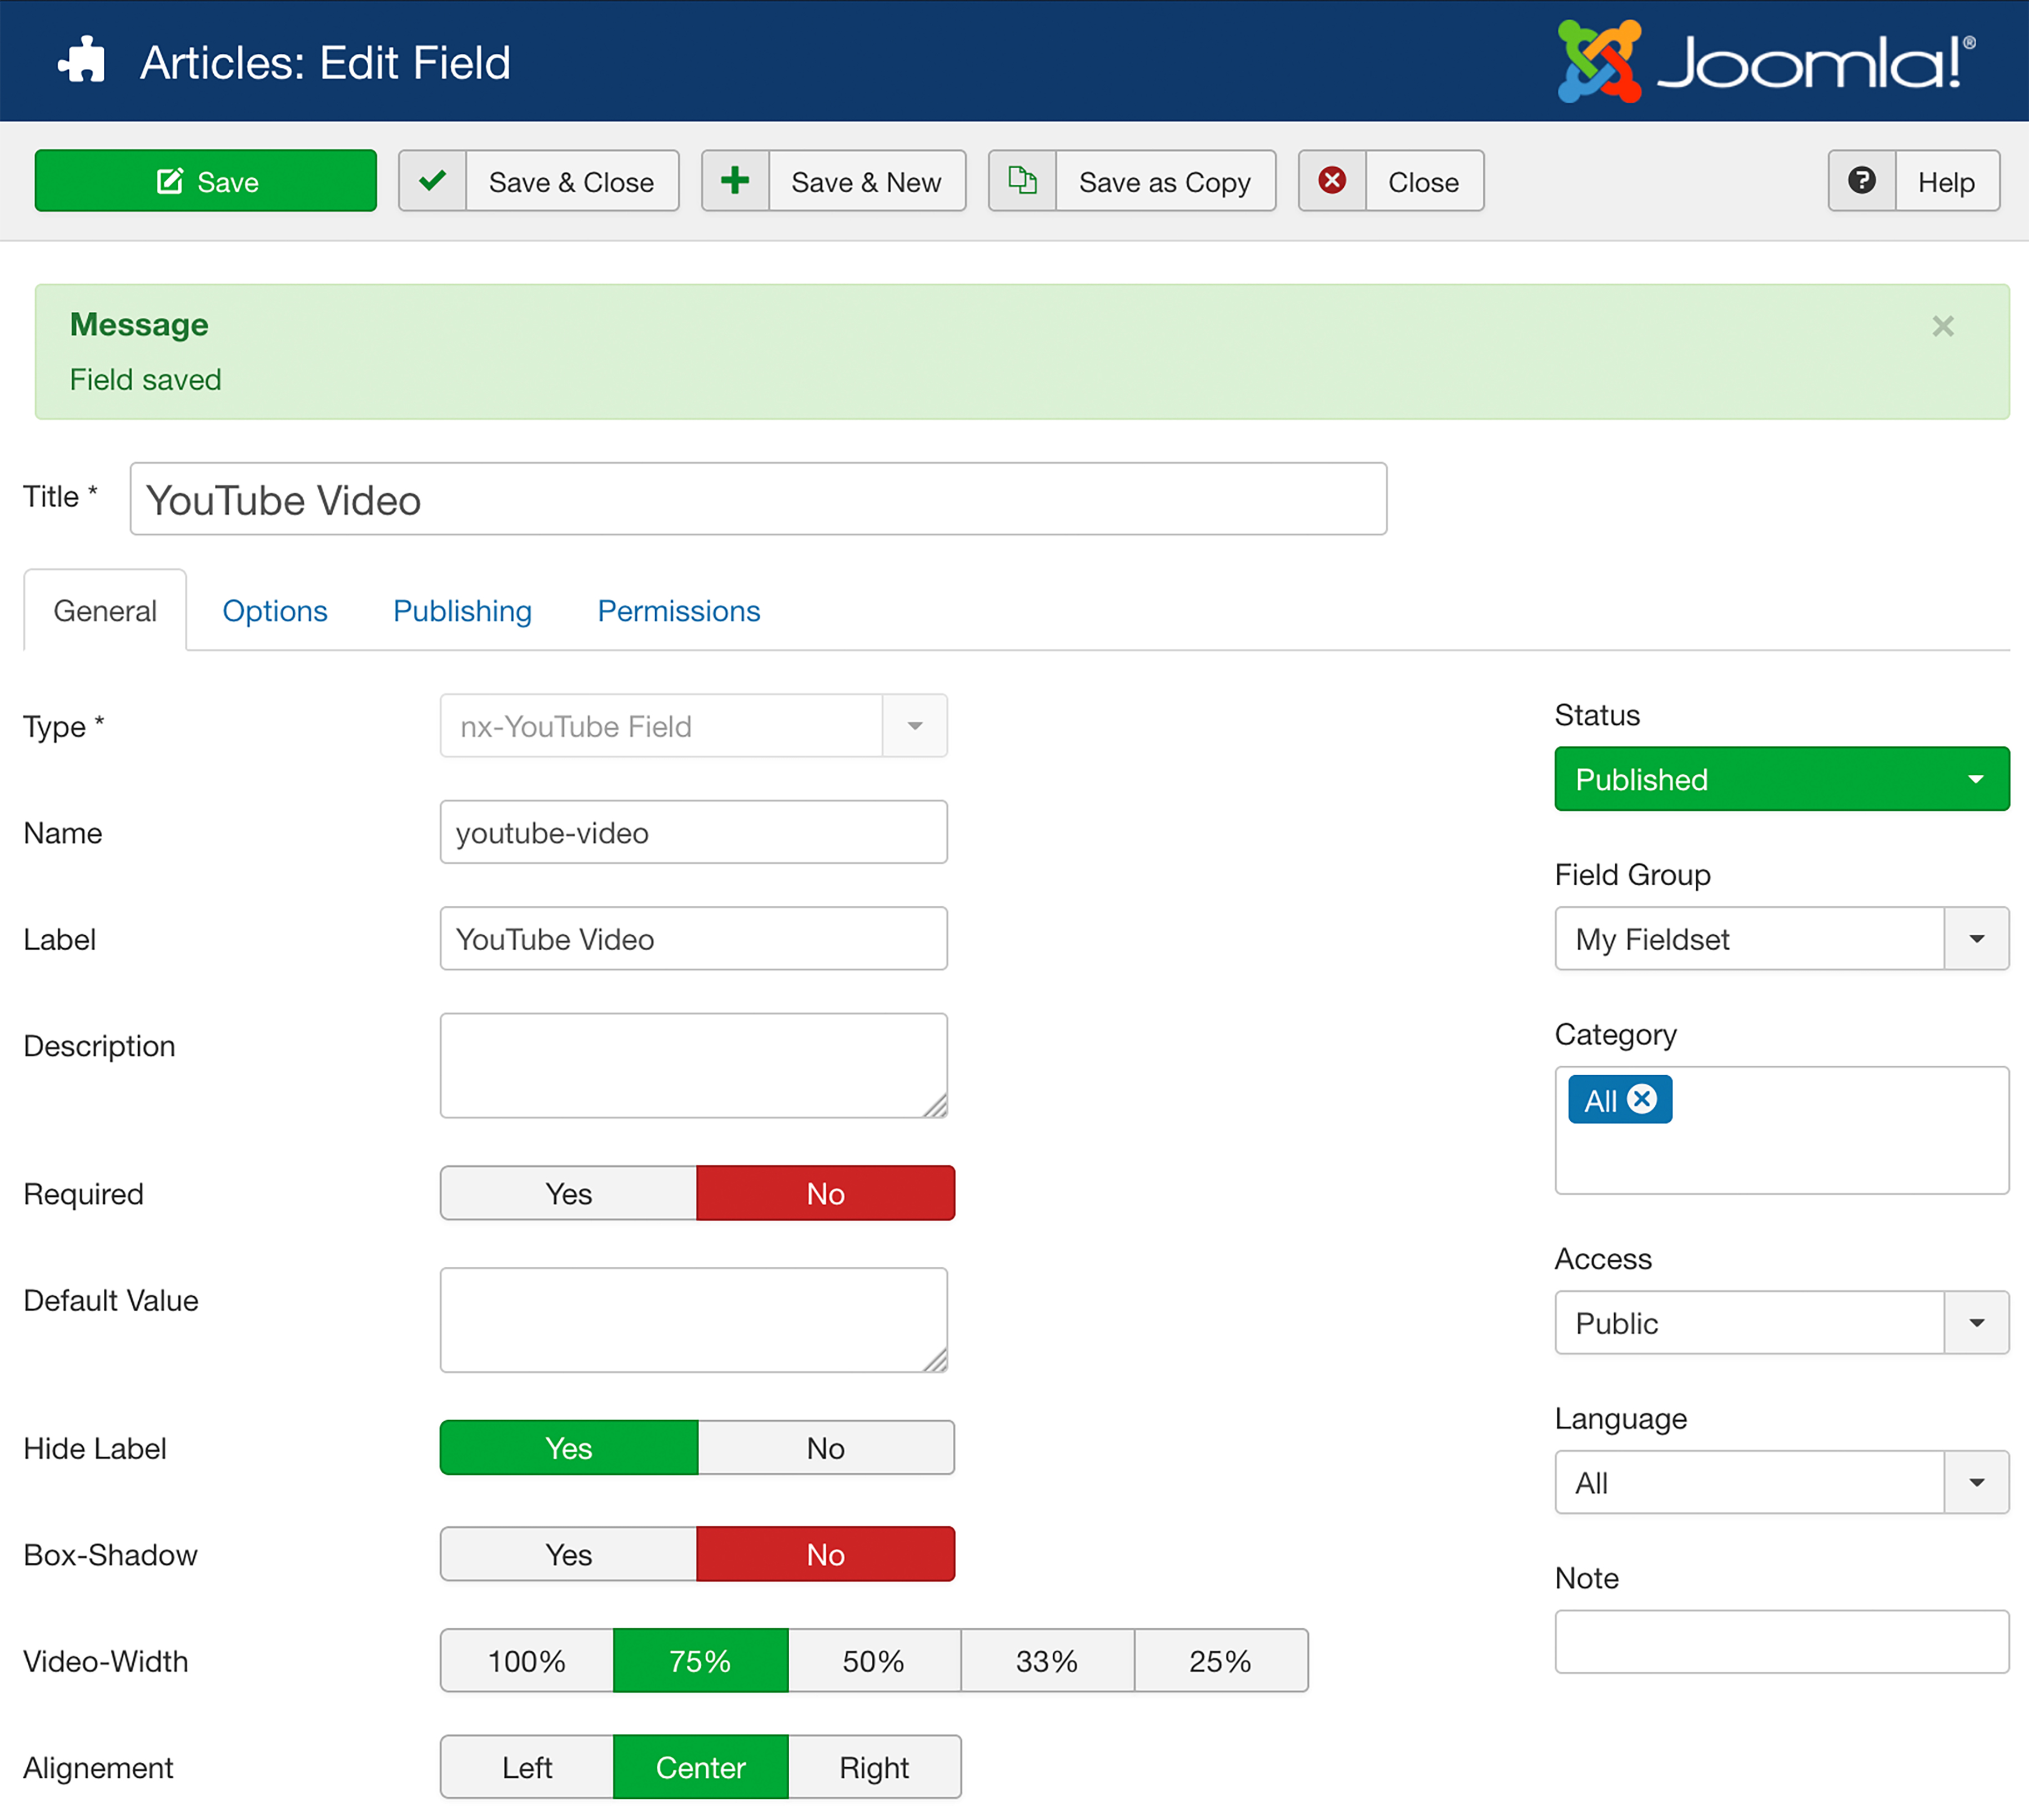 Articles: Edit Field
Joomla!®
Save
Save & Close
Save & New
Save as Copy
Close
Help
Message
Field saved
Title *
YouTube Video
General
Options
Publishing
Permissions
Type *
nx-YouTube Field
Name
youtube-video
Label
YouTube Video
Description
Required
Yes
No
Default Value
Hide Label
Yes
No
Box-Shadow
Yes
No
Video-Width
100%
75%
50%
33%
25%
Alignement
Left
Center
Right
Status
Published
Field Group
My Fieldset
Category
All
Access
Public
Language
All
Note